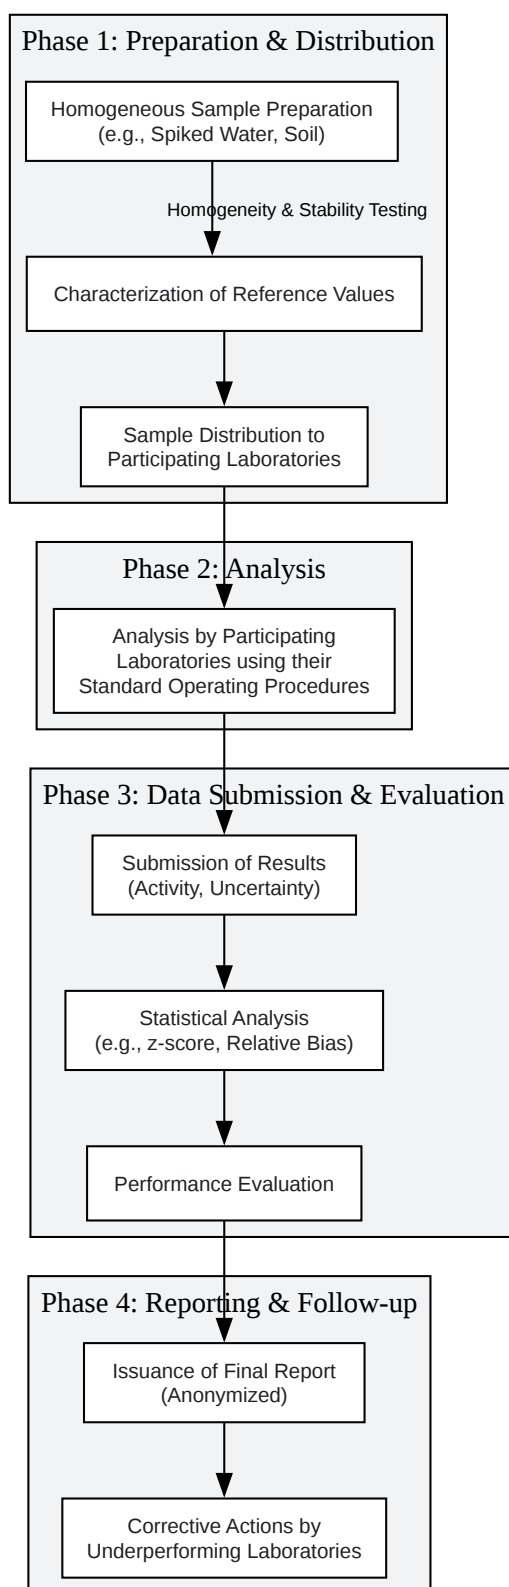 Phase 1: Preparation & Distribution
Homogeneous Sample Preparation
(e.g., Spiked Water, Soil)
Homogeneity & Stability Testing
Characterization of Reference Values
Sample Distribution to
Participating Laboratories
Phase 2: Analysis
Analysis by Participating
Laboratories using their
Standard Operating Procedures
Phase 3: Data Submission & Evaluation
Submission of Results
(Activity, Uncertainty)
Statistical Analysis
(e.g., z-score, Relative Bias)
Performance Evaluation
Phase 4: Reporting & Follow-up
Issuance of Final Report
(Anonymized)
Corrective Actions by
Underperforming Laboratories